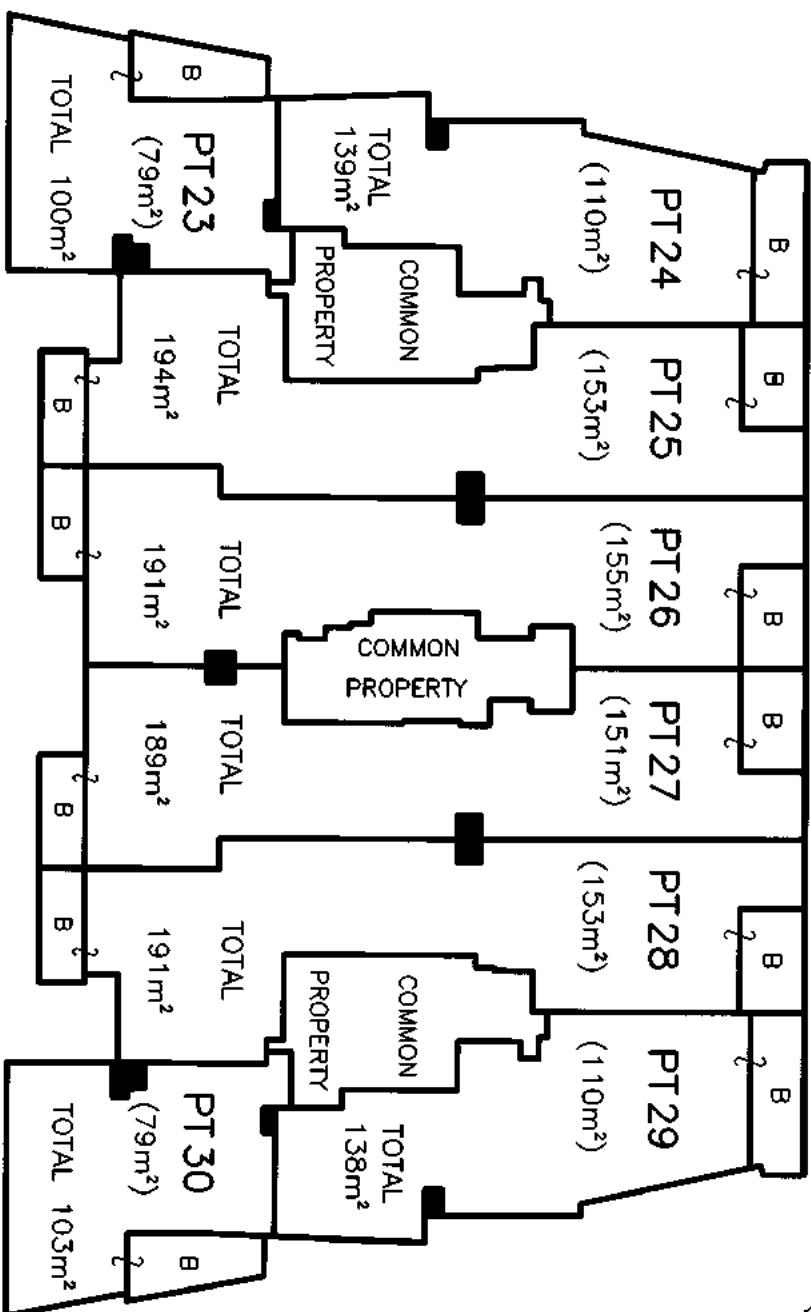 B
TOTAL 100m²
PT23
(79m²)
TOTAL
139m²
PT24
(110m²)
B
COMMON
PROPERTY
TOTAL
194m²
PT25
(153m²)
B
B
B
TOTAL
191m²
PT26
(155m²)
B
COMMON
PROPERTY
TOTAL
189m²
PT27
(151m²)
B
B
B
TOTAL
191m²
PT28
(153m²)
B
COMMON
PROPERTY
TOTAL
138m²
PT29
(110m²)
B
PT30
(79m²)
TOTAL 103m²
B